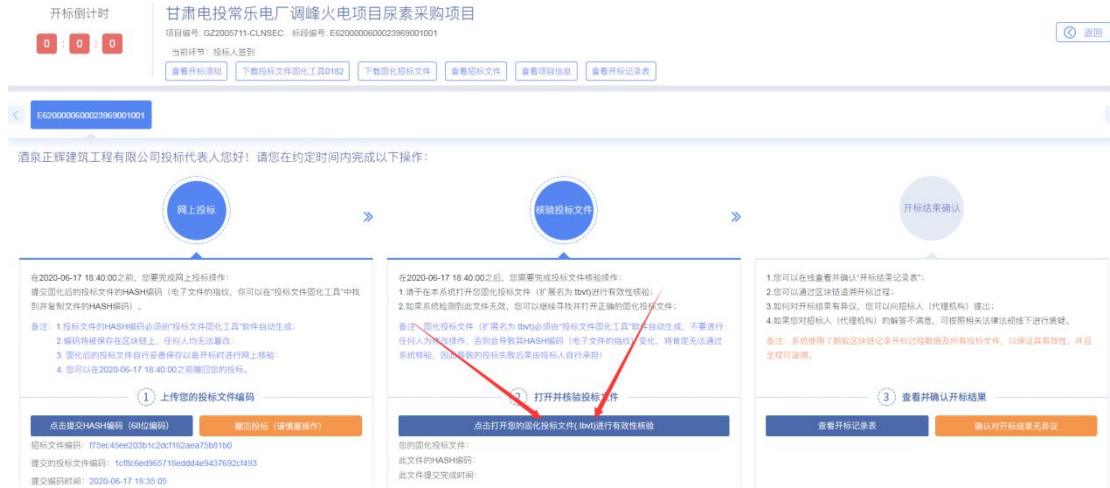 开标倒计时
甘肃电投常乐电厂调峰火电项目尿素采购项目
项目编号: GZ2005711-CLNSEC 标段编号: E6200000600023969001001
0 : 0 : 0
返回
当前环节: 投标人签到
查看开标须知 下载投标文件固化工具0182 下载固化招标文件 查看招标文件 查看项目信息 查看开标记录表
E6200000600023969001001
酒泉正辉建筑工程有限公司投标代表人您好！请您在约定时间内完成以下操作：
网上投标
核验投标文件
开标结果确认
在2020-06-17 18:40:00之前，您要完成网上投标操作：
提交固化后的投标文件的HASH编码（电子文件的指纹，你可以在“投标文件固化工具”中找
到并复制文件的HASH编码）。
备注：1.投标文件的HASH编码必须由“投标文件固化工具”软件自动生成；
2.编码将被保存在区块链上，任何人均无法篡改；
3. 固化后的投标文件自行妥善保存以备开标时进行网上核验；
4. 您可以在2020-06-17 18:40:00之前撤回您的投标。
1 上传您的投标文件编码
点击提交HASH编码（68位编码） 撤回投标（请慎重操作）
招标文件编码：f75ec45ee203b1c2dcf162aea75b81b0
提交的投标文件编码：1cf8c6ed965718eddd4e9437692cf493
提交编码时间：2020-06-17 18:35:05
在2020-06-17 18:40:00之后，您需要完成投标文件核验操作：
1.请于在本系统打开您固化投标文件（扩展名为.tbvt)进行有效性核验；
2.如果系统检测到此文件无效，您可以继续寻找并打开正确的固化投标文件；
备注：固化投标文件（扩展名为.tbvt)必须由“投标文件固化工具”软件自动生成，不要进行
任何人为修改操作，否则会导致其HASH编码（电子文件的指纹）变化，将肯定无法通过
系统核验，因此导致的投标失败后果由投标人自行承担！
2 打开并核验投标文件
点击打开您的固化投标文件(.tbvt)进行有效性核验
您的固化投标文件：
此文件的HASH编码：
此文件提交完成时间：
1.您可以在线查看并确认“开标结果记录表”；
2.您可以通过区块链追溯开标过程；
3.如何对开标结果有异议，您可以向招标人（代理机构）提出；
4.如果您对招标人（代理机构）的解答不满意，可按照相关法律法规线下进行质疑。
备注：系统使用了蚂蚁区块链记录开标过程数据及所有投标文件，以保证其有效性，并且
全程可追溯。
3 查看并确认开标结果
查看开标记录表 确认对开标结果无异议